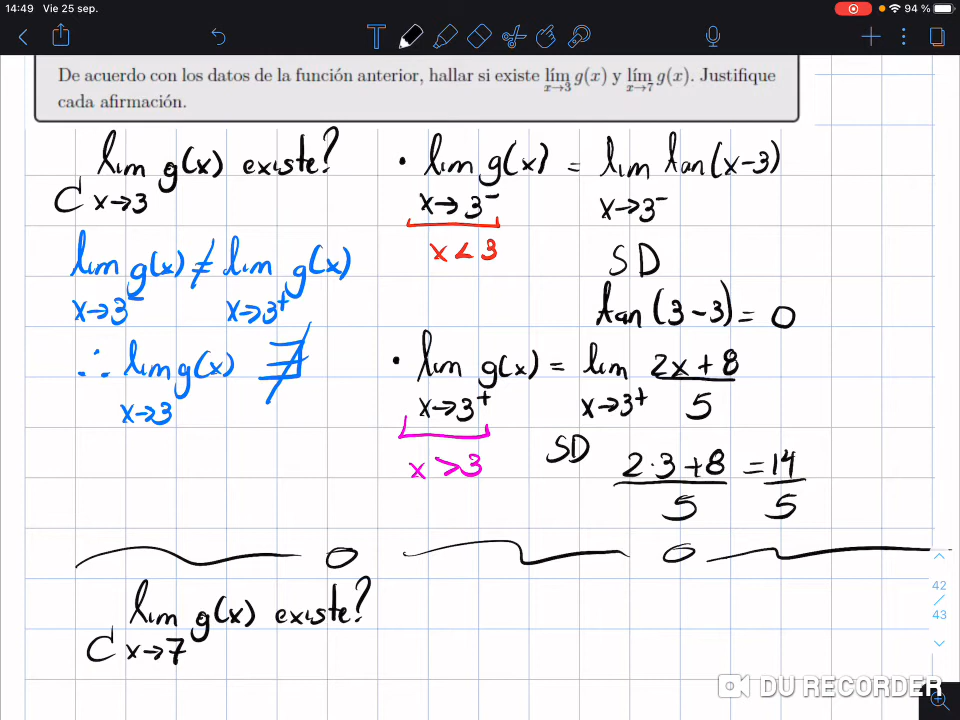 14:49 Vie 25 sep.
94 %
De acuerdo con los datos de la función anterior, hallar si existe lím x→3 g(x) y lím x→7 g(x). Justifique
cada afirmación.
¿ lim x→3 g(x) existe?
lim x→3⁻ g(x) ≠ lim x→3⁺ g(x)
∴ lim x→3 g(x) ∄
• lim x→3⁻ g(x) = lim x→3⁻ tan(x-3)
x < 3
SD
tan(3-3) = 0
• lim x→3⁺ g(x) = lim x→3⁺ (2x+8)/5
x > 3
SD (2·3+8)/5 = 14/5
¿ lim x→7 g(x) existe?
42
/
43
DU RECORDER